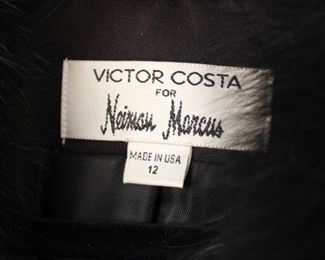 VICTOR COSTA
FOR
Neiman Marcus
MADE IN USA
12